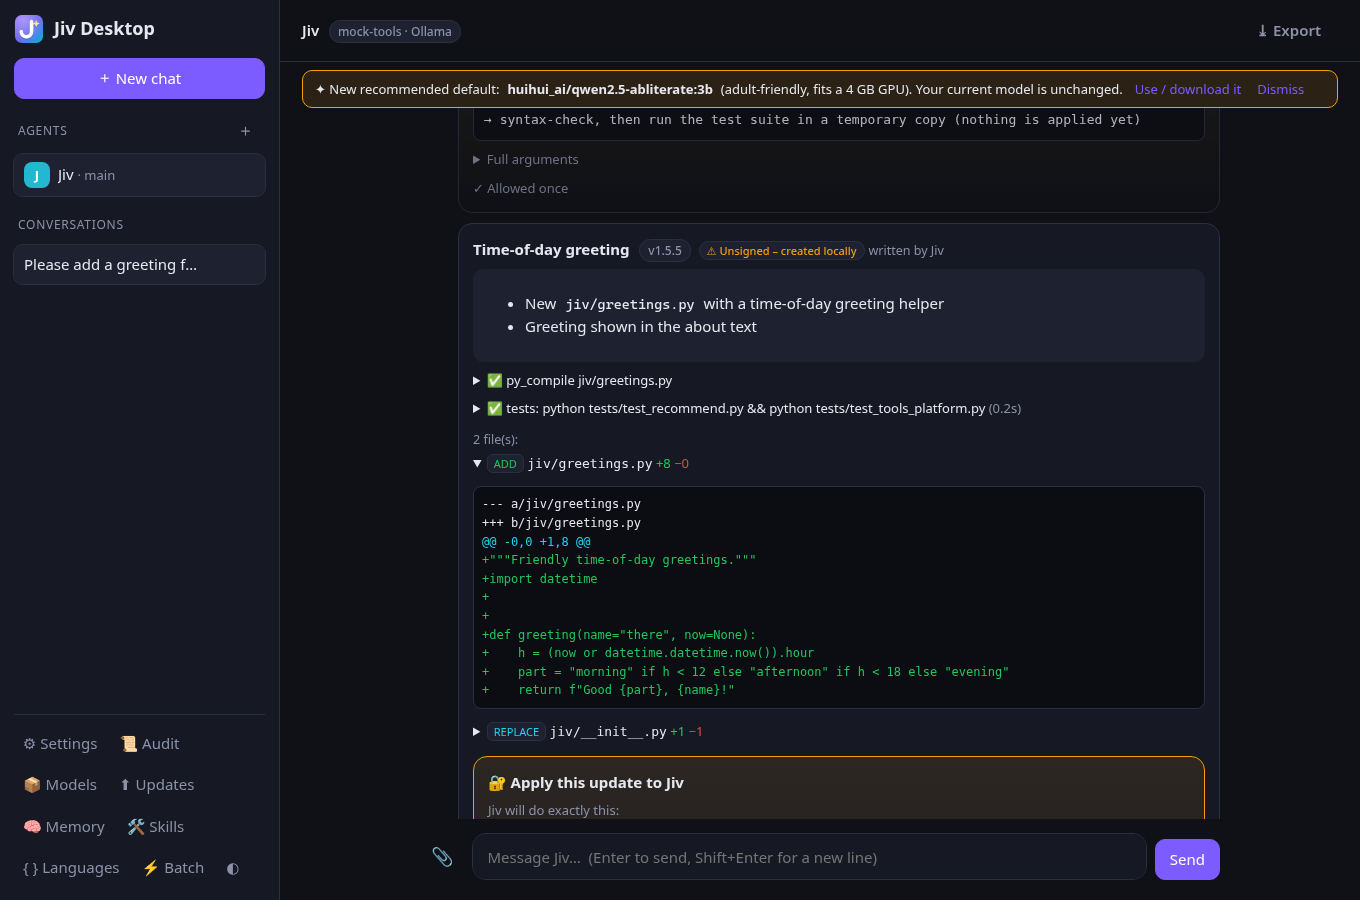 Jiv Desktop
+ New chat
AGENTS +
J Jiv · main
CONVERSATIONS
Please add a greeting f...
⚙ Settings 📜 Audit
📦 Models ⬆ Updates
🧠 Memory 🛠️ Skills
{ } Languages ⚡ Batch ◐
Jiv mock-tools · Ollama ⤓ Export
✦ New recommended default: huihui_ai/qwen2.5-abliterate:3b (adult-friendly, fits a 4 GB GPU). Your current model is unchanged. Use / download it Dismiss
→ syntax-check, then run the test suite in a temporary copy (nothing is applied yet)
▶ Full arguments
✓ Allowed once
Time-of-day greeting v1.5.5 ⚠ Unsigned – created locally written by Jiv
• New jiv/greetings.py with a time-of-day greeting helper
• Greeting shown in the about text
▶ ✅ py_compile jiv/greetings.py
▶ ✅ tests: python tests/test_recommend.py && python tests/test_tools_platform.py (0.2s)
2 file(s):
▼ ADD jiv/greetings.py +8 −0
--- a/jiv/greetings.py
+++ b/jiv/greetings.py
@@ -0,0 +1,8 @@
+"""Friendly time-of-day greetings."""
+import datetime
+
+
+def greeting(name="there", now=None):
+    h = (now or datetime.datetime.now()).hour
+    part = "morning" if h < 12 else "afternoon" if h < 18 else "evening"
+    return f"Good {part}, {name}!"
▶ REPLACE jiv/__init__.py +1 −1
🔐 Apply this update to Jiv
Jiv will do exactly this:
📎 Message Jiv… (Enter to send, Shift+Enter for a new line) Send